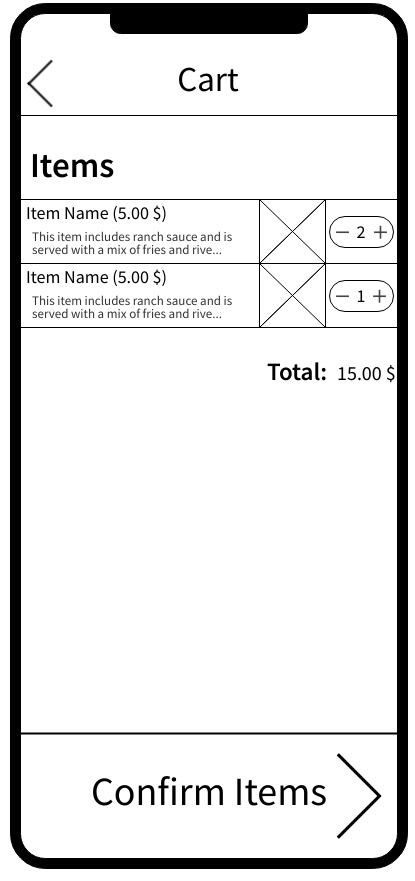 Cart
Items
Item Name (5.00 $)
This item includes ranch sauce and is
served with a mix of fries and rive...
− 2 +
Item Name (5.00 $)
This item includes ranch sauce and is
served with a mix of fries and rive...
− 1 +
Total: 15.00 $
Confirm Items